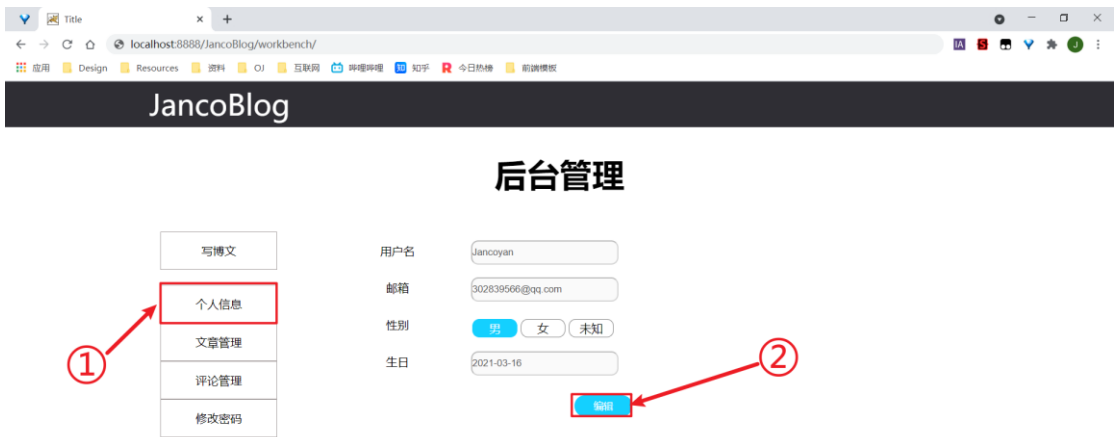 Title
localhost:8888/JancoBlog/workbench/
IA S J
应用 Design Resources 资料 OJ 互联网 哔哩哔哩 知 知乎 R 今日热榜 前端模板
JancoBlog
后台管理
写博文
个人信息
文章管理
评论管理
修改密码
用户名 Jancoyan
邮箱 302839566@qq.com
性别 男 女 未知
生日 2021-03-16
编辑
①
②